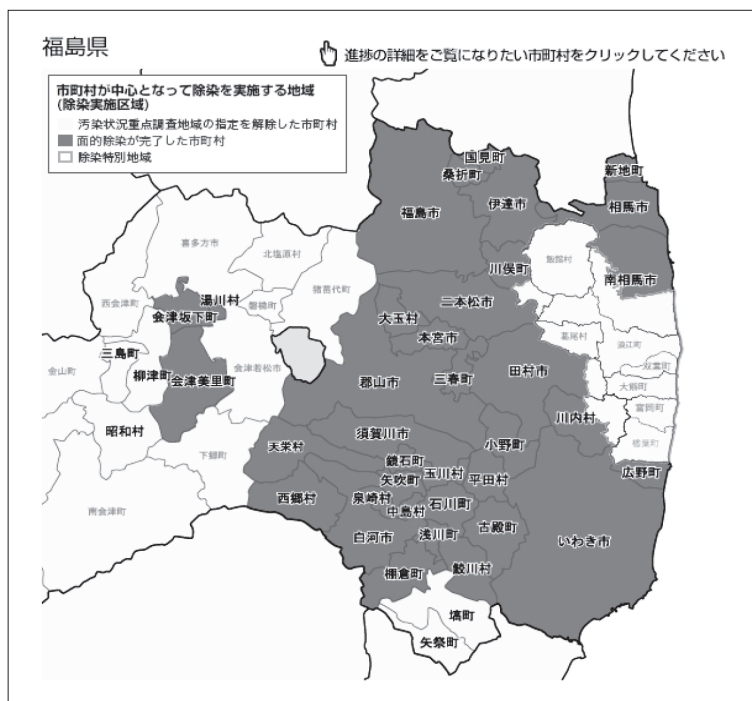 福島県
進捗の詳細をご覧になりたい市町村をクリックしてください
市町村が中心となって除染を実施する地域
(除染実施区域)
汚染状況重点調査地域の指定を解除した市町村
面的除染が完了した市町村
除染特別地域
国見町
桑折町
新地町
福島市
伊達市
相馬市
喜多方市
北塩原村
川俣町
飯舘村
南相馬市
猪苗代町
西会津町
湯川村
磐梯町
二本松市
会津坂下町
大玉村
本宮市
葛尾村
浪江町
三島町
双葉町
金山町
柳津町
会津美里町
会津若松市
郡山市
三春町
田村市
大熊町
昭和村
川内村
富岡町
下郷町
須賀川市
小野町
楢葉町
天栄村
鏡石町
矢吹町
玉川村
平田村
広野町
南会津町
西郷村
泉崎村
中島村
石川町
古殿町
白河市
浅川町
いわき市
棚倉町
鮫川村
塙町
矢祭町